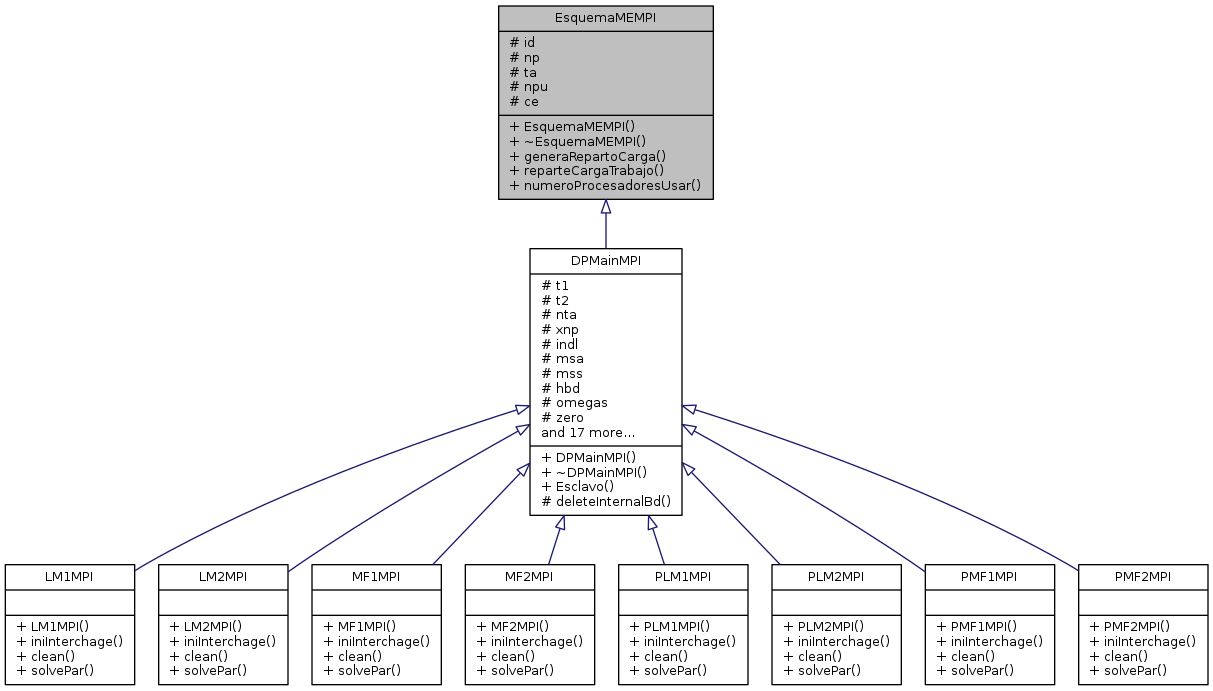 EsquemaMEMPI
# id
# np
# ta
# npu
# ce
+ EsquemaMEMPI()
+ ~EsquemaMEMPI()
+ generaRepartoCarga()
+ reparteCargaTrabajo()
+ numeroProcesadoresUsar()
DPMainMPI
# t1
# t2
# nta
# xnp
# indl
# msa
# mss
# hbd
# omegas
# zero
and 17 more...
+ DPMainMPI()
+ ~DPMainMPI()
+ Esclavo()
# deleteInternalBd()
LM1MPI
+ LM1MPI()
+ iniInterchage()
+ clean()
+ solvePar()
LM2MPI
+ LM2MPI()
+ iniInterchage()
+ clean()
+ solvePar()
MF1MPI
+ MF1MPI()
+ iniInterchage()
+ clean()
+ solvePar()
MF2MPI
+ MF2MPI()
+ iniInterchage()
+ clean()
+ solvePar()
PLM1MPI
+ PLM1MPI()
+ iniInterchage()
+ clean()
+ solvePar()
PLM2MPI
+ PLM2MPI()
+ iniInterchage()
+ clean()
+ solvePar()
PMF1MPI
+ PMF1MPI()
+ iniInterchage()
+ clean()
+ solvePar()
PMF2MPI
+ PMF2MPI()
+ iniInterchage()
+ clean()
+ solvePar()